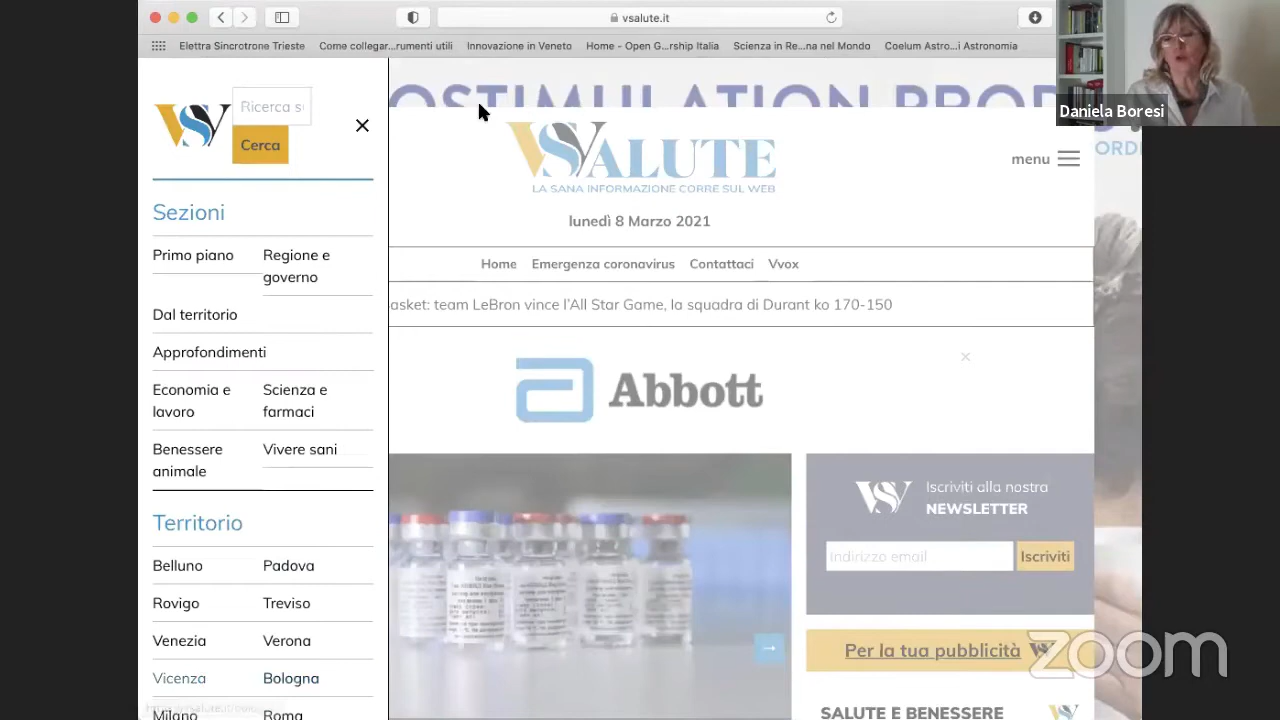 vsalute.it
Elettra Sincrotrone Trieste
Come collegar...rumenti utili
Innovazione in Veneto
Home - Open G...rship Italia
Scienza in Re...na nel Mondo
Coelum Astro...i Astronomia
Daniela Boresi
VSV
Ricerca s
Cerca
Sezioni
Primo piano
Regione e
governo
Dal territorio
Approfondimenti
Economia e
lavoro
Scienza e
farmaci
Benessere
animale
Vivere sani
Territorio
Belluno
Padova
Rovigo
Treviso
Venezia
Verona
Vicenza
Bologna
Milano
Roma
OSTIMULATION PROD
ORDI
VSALUTE
LA SANA INFORMAZIONE CORRE SUL WEB
menu
lunedì 8 Marzo 2021
Home
Emergenza coronavirus
Contattaci
Vvox
asket: team LeBron vince l'All Star Game, la squadra di Durant ko 170-150
Abbott
VSV
Iscriviti alla nostra
NEWSLETTER
Indirizzo email
Iscriviti
Per la tua pubblicità
SALUTE E BENESSERE
zoom